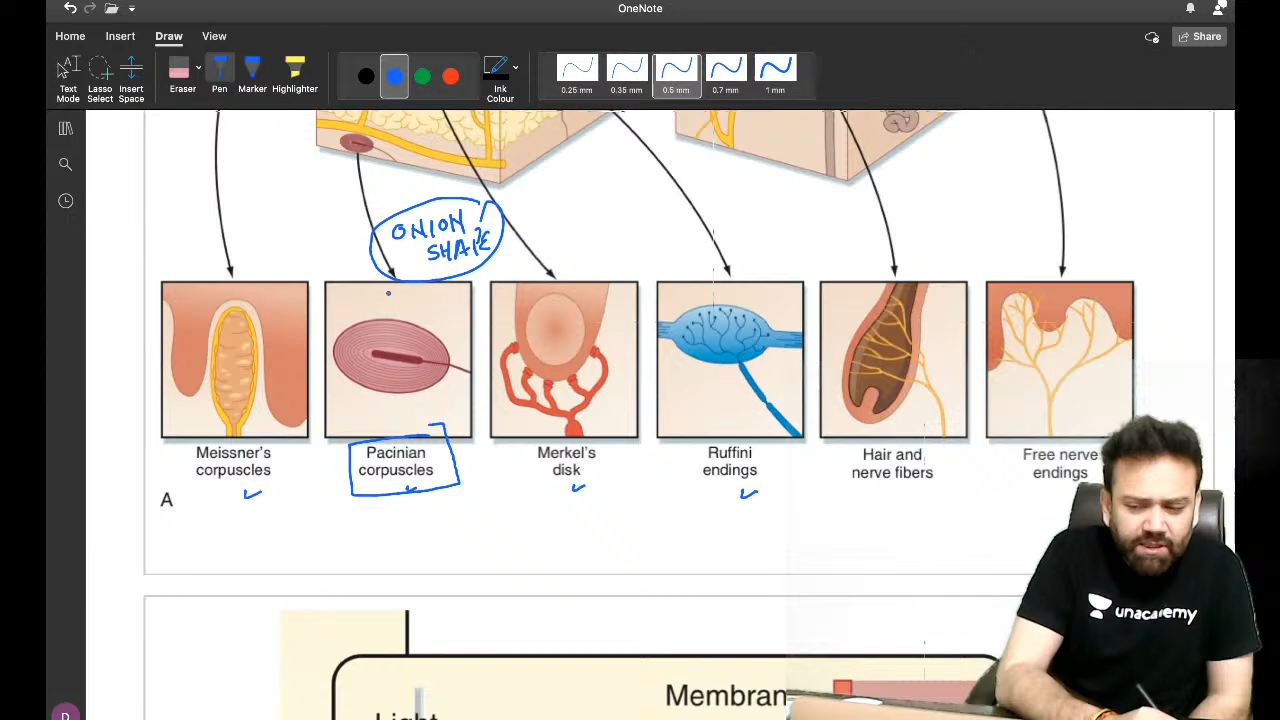 OneNote
Home Insert Draw View
Share
Text Mode
Lasso Select
Insert Space
Eraser
Pen
Marker
Highlighter
Ink Colour
0.25 mm
0.35 mm
0.5 mm
0.7 mm
1 mm
ONION
SHAPE
Meissner's
corpuscles
Pacinian
corpuscles
Merkel's
disk
Ruffini
endings
Hair and
nerve fibers
Free nerve
endings
A
unacademy
Membran
Light
D